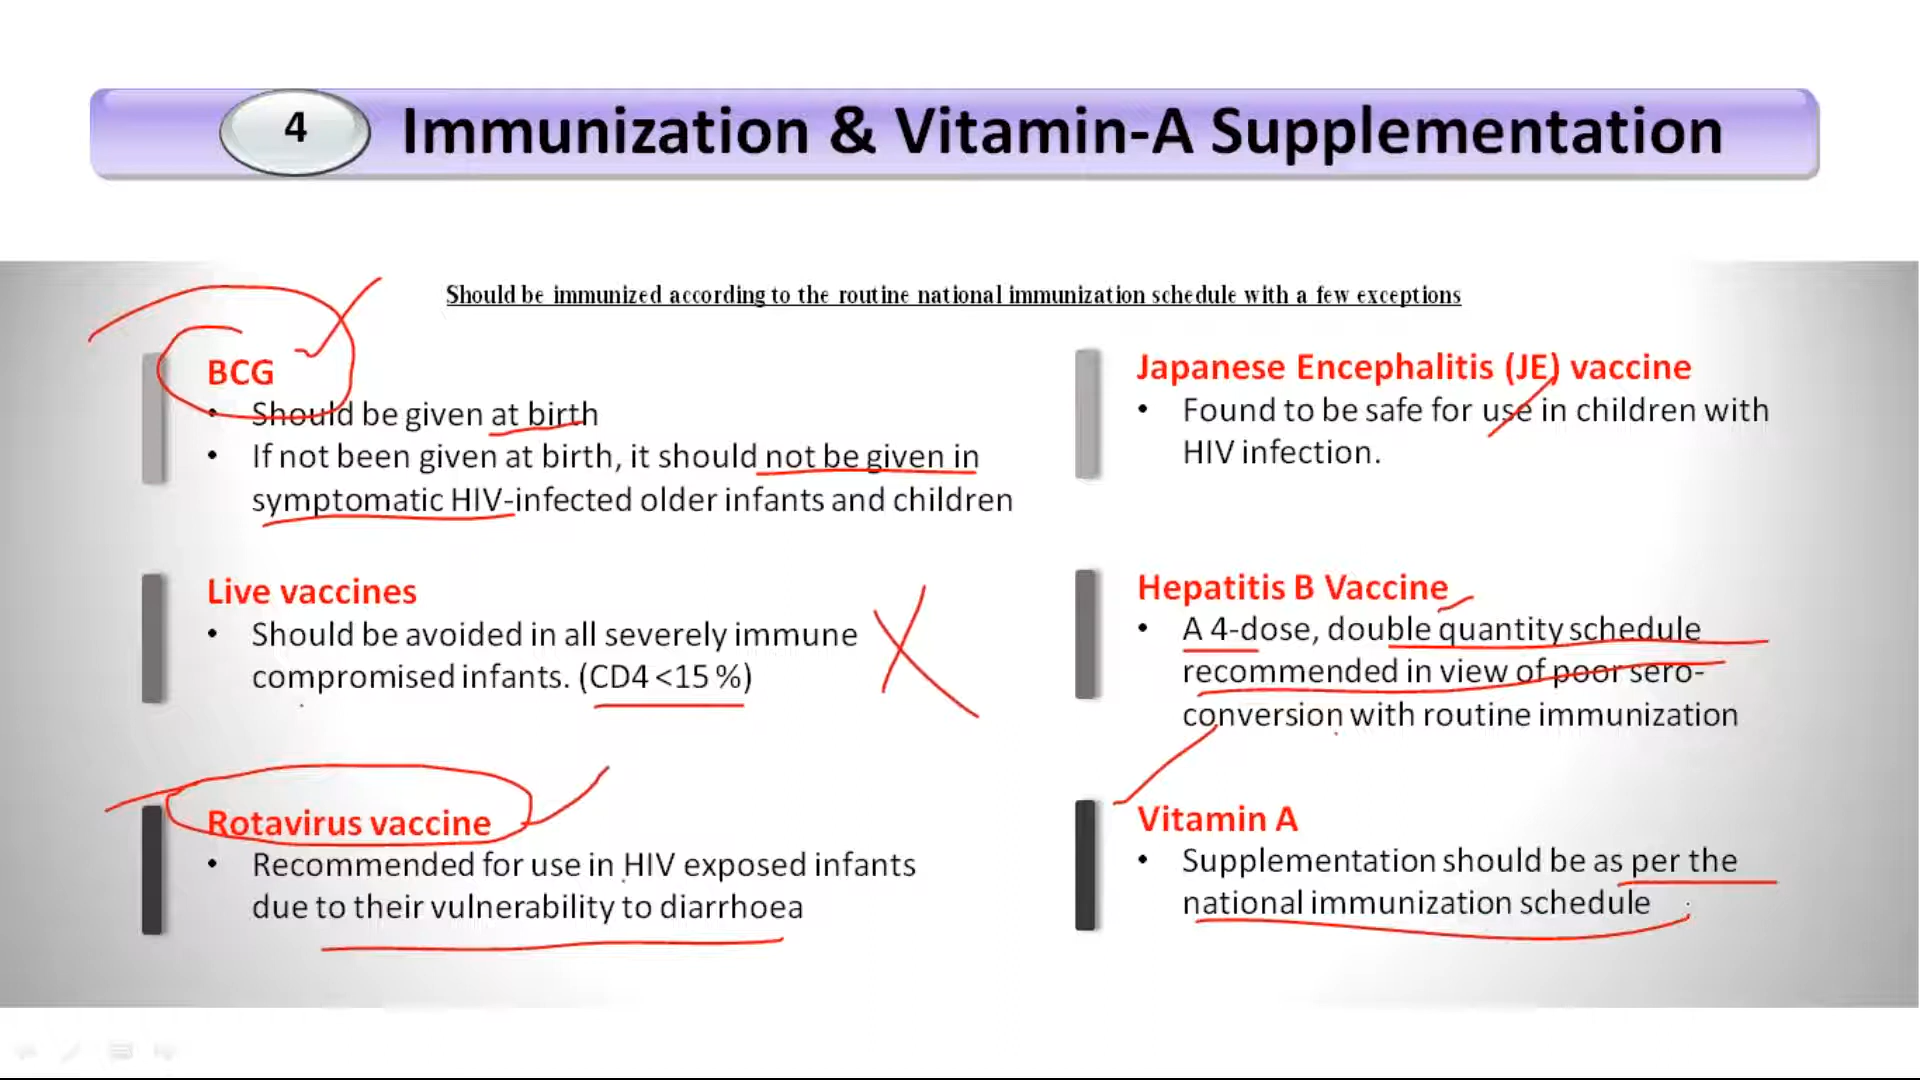 4 Immunization & Vitamin-A Supplementation
Should be immunized according to the routine national immunization schedule with a few exceptions
BCG
• Should be given at birth
• If not been given at birth, it should not be given in
symptomatic HIV-infected older infants and children
Live vaccines
• Should be avoided in all severely immune
compromised infants. (CD4 <15 %)
Rotavirus vaccine
• Recommended for use in HIV exposed infants
due to their vulnerability to diarrhoea
Japanese Encephalitis (JE) vaccine
• Found to be safe for use in children with
HIV infection.
Hepatitis B Vaccine
• A 4-dose, double quantity schedule
recommended in view of poor sero-
conversion with routine immunization
Vitamin A
• Supplementation should be as per the
national immunization schedule